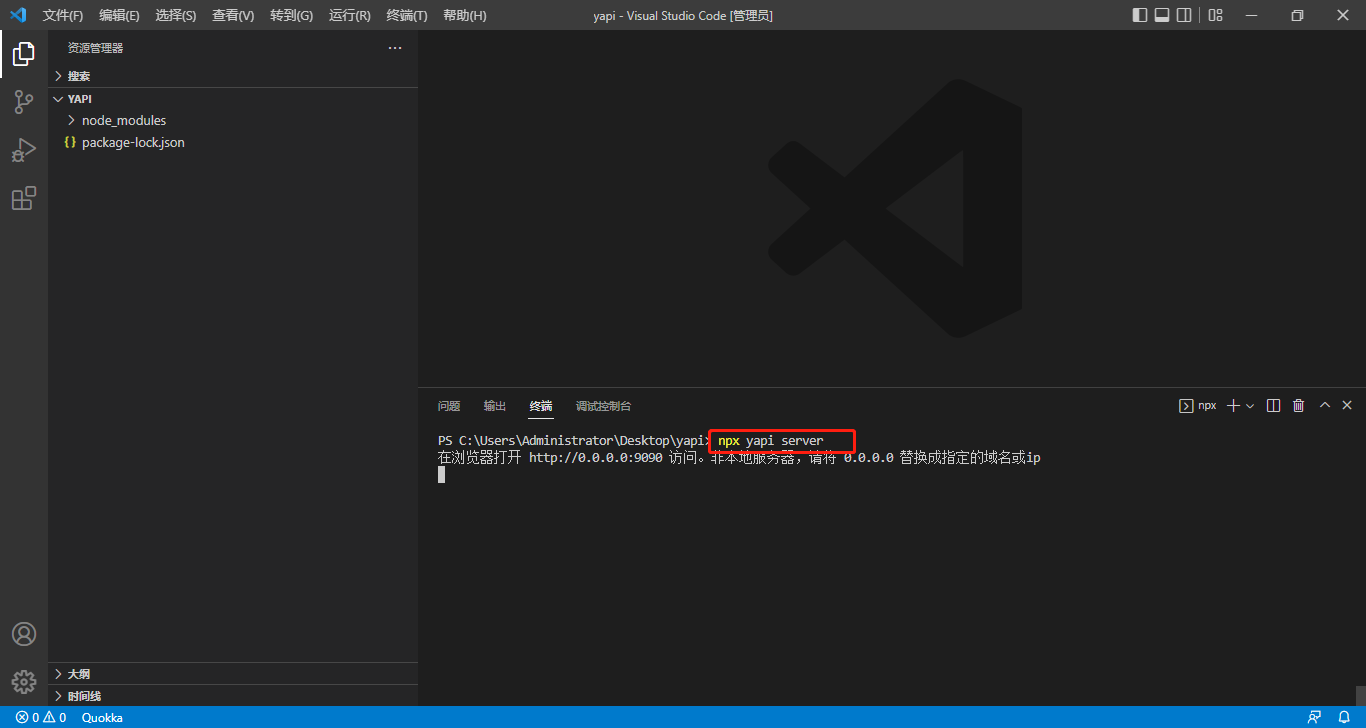 文件(F) 编辑(E) 选择(S) 查看(V) 转到(G) 运行(R) 终端(T) 帮助(H) yapi - Visual Studio Code [管理员]
资源管理器
搜索
YAPI
node_modules
{} package-lock.json
问题 输出 终端 调试控制台 npx
PS C:\Users\Administrator\Desktop\yapi> npx yapi server
在浏览器打开 http://0.0.0.0:9090 访问。非本地服务器，请将 0.0.0.0 替换成指定的域名或ip
大纲
时间线
0 0 Quokka